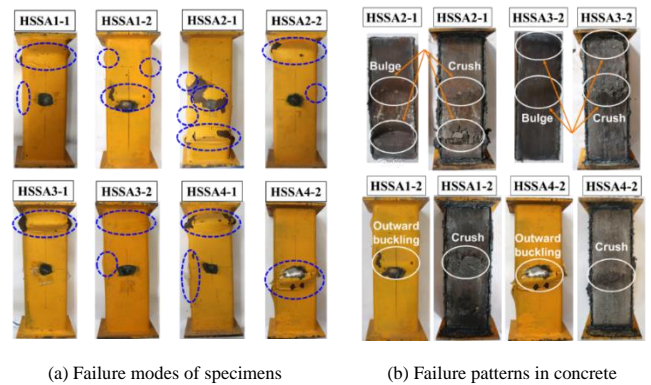 HSSA1-1 HSSA1-2 HSSA2-1 HSSA2-2
HSSA3-1 HSSA3-2 HSSA4-1 HSSA4-2
(a) Failure modes of specimens
HSSA2-1 HSSA2-1 HSSA3-2 HSSA3-2
Bulge Crush
Bulge Crush
HSSA1-2 HSSA1-2 HSSA4-2 HSSA4-2
Outward
buckling
Crush
Outward
buckling
Crush
(b) Failure patterns in concrete